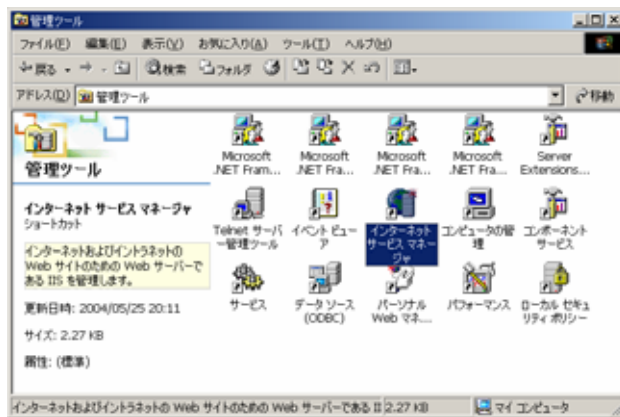 管理ツール
ファイル(F) 編集(E) 表示(V) お気に入り(A) ツール(T) ヘルプ(H)
戻る 検索 フォルダ
アドレス(D) 管理ツール 移動
管理ツール
インターネット サービス マネージャ
ショートカット
インターネットおよびイントラネットの
Web サイトのための Web サーバーで
ある IIS を管理します。
更新日時: 2004/05/25 20:11
サイズ: 2.27 KB
属性: (標準)
Microsoft
.NET Fram...
Microsoft
.NET Fra...
Microsoft
.NET Fra...
Microsoft
.NET Fra...
Server
Extensions...
Telnet サーバ
ー管理ツール
イベント ビュー
ア
インターネット
サービス マネー
ジャ
コンピュータの管
理
コンポーネント
サービス
サービス
データ ソース
(ODBC)
パーソナル
Web マネ...
パフォーマンス
ローカル セキュ
リティ ポリシー
インターネットおよびイントラネットの Web サイトのための Web サーバーである II 2.27 KB マイ コンピュータ